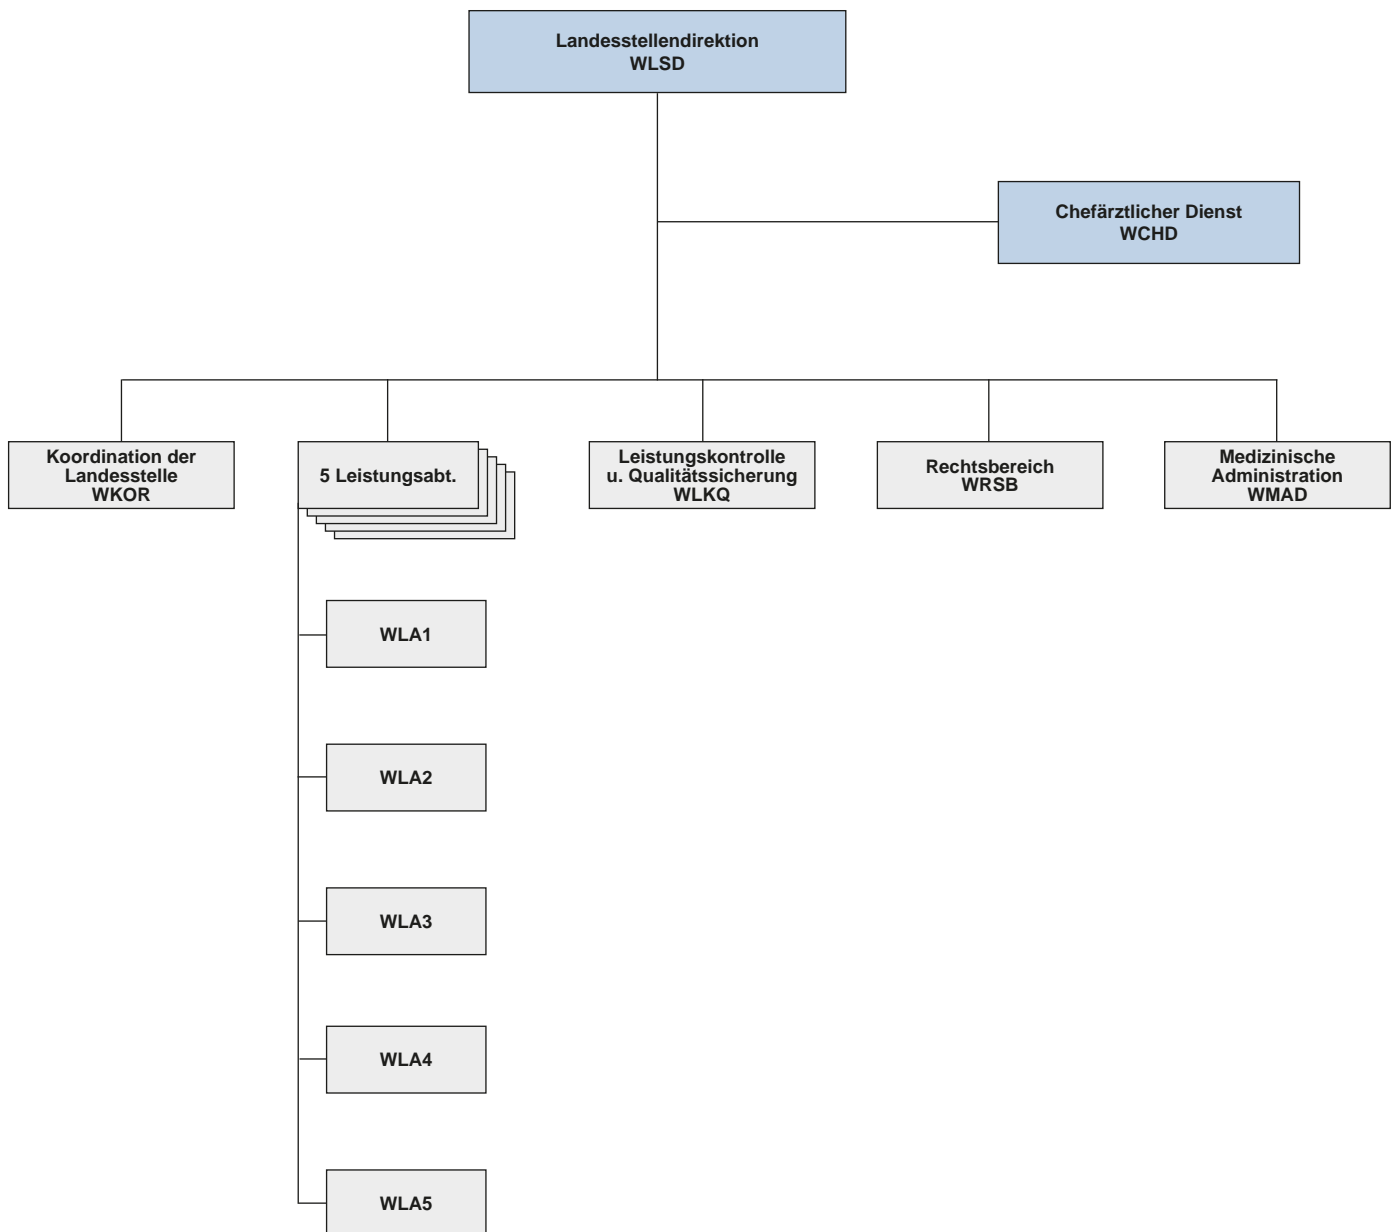 Landesstellendirektion
WLSD
Chefärztlicher Dienst
WCHD
Koordination der
Landesstelle
WKOR
5 Leistungsabt.
Leistungskontrolle
u. Qualitätssicherung
WLKQ
Rechtsbereich
WRSB
Medizinische
Administration
WMAD
WLA1
WLA2
WLA3
WLA4
WLA5